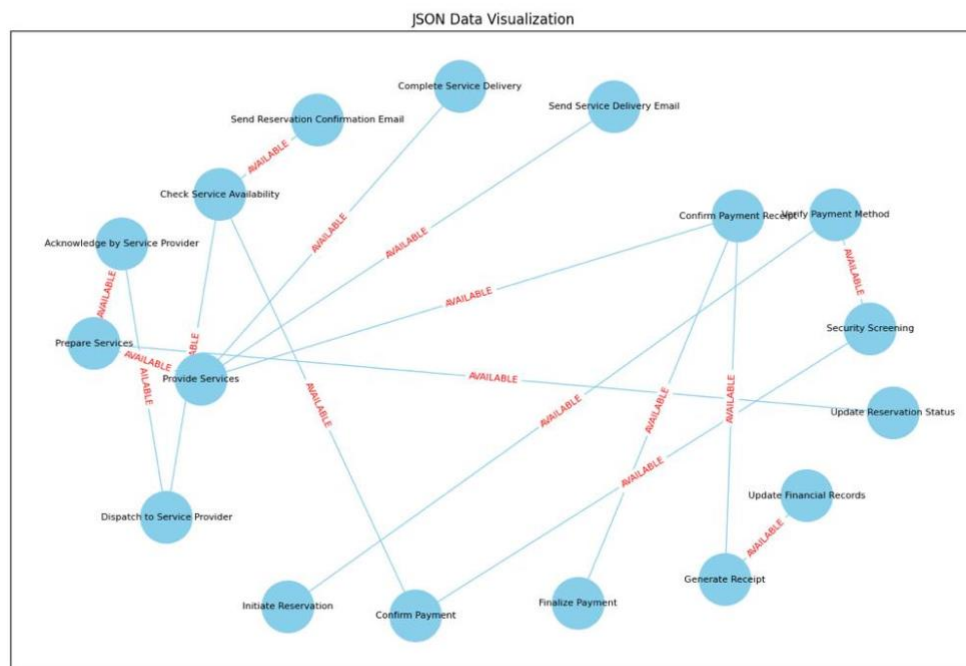 JSON Data Visualization
Complete Service Delivery
Send Service Delivery Email
Send Reservation Confirmation Email
AVAILABLE
Check Service Availability
Confirm Payment Receipt
Verify Payment Method
Acknowledge by Service Provider
AVAILABLE
AVAILABLE
AVAILABLE
AVAILABLE
AVAILABLE
Security Screening
Prepare Services
AVAILABLE
ABLE
Provide Services
AVAILABLE
AILABLE
AVAILABLE
AVAILABLE
AVAILABLE
AVAILABLE
Update Reservation Status
AVAILABLE
Update Financial Records
Dispatch to Service Provider
AVAILABLE
Generate Receipt
Initiate Reservation
Confirm Payment
Finalize Payment